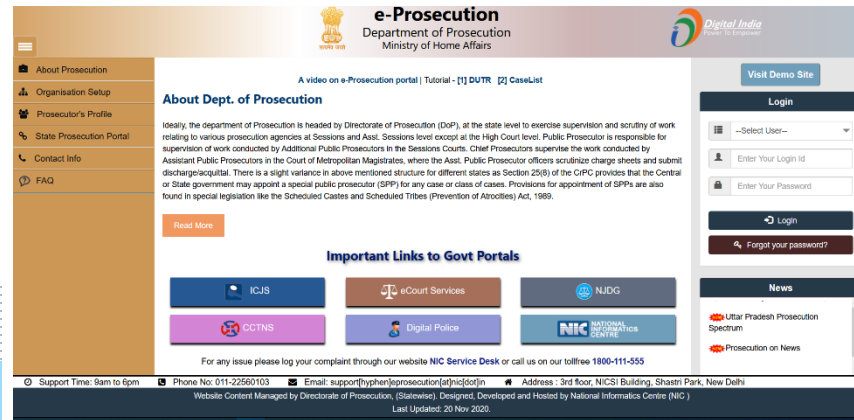 e-Prosecution
Department of Prosecution
Ministry of Home Affairs
सत्यमेव जयते
Digital India
Power To Empower
About Prosecution
Organisation Setup
Prosecutor's Profile
State Prosecution Portal
Contact Info
FAQ
A video on e-Prosecution portal | Tutorial - [1] DUTR [2] CaseList
About Dept. of Prosecution
Ideally, the department of Prosecution is headed by Directorate of Prosecution (DoP), at the state level to exercise supervision and scrutiny of work
relating to various prosecution agencies at Sessions and Asst. Sessions level except at the High Court level. Public Prosecutor is responsible for
supervision of work conducted by Additional Public Prosecutors in the Sessions Courts. Chief Prosecutors supervise the work conducted by
Assistant Public Prosecutors in the Court of Metropolitan Magistrates, where the Asst. Public Prosecutor officers scrutinize charge sheets and submit
discharge/acquittal. There is a slight variance in above mentioned structure for different states as Section 25(8) of the CrPC provides that the Central
or State government may appoint a special public prosecutor (SPP) for any case or class of cases. Provisions for appointment of SPPs are also
found in special legislation like the Scheduled Castes and Scheduled Tribes (Prevention of Atrocities) Act, 1989.
Read More
Important Links to Govt Portals
ICJS
eCourt Services
NJDG
CCTNS
Digital Police
NIC NATIONAL
INFORMATICS
CENTRE
For any issue please log your complaint through our website NIC Service Desk or call us on our tollfree 1800-111-555
Visit Demo Site
Login
--Select User--
Enter Your Login Id
Enter Your Password
Login
Forgot your password?
News
Uttar Pradesh Prosecution
Spectrum
Prosecution on News
Support Time: 9am to 6pm Phone No: 011-22560103 Email: support[hyphen]eprosecution[at]nic[dot]in Address : 3rd floor, NICSI Building, Shastri Park, New Delhi
Website Content Managed by Directorate of Prosecution, (Statewise). Designed, Developed and Hosted by National Informatics Centre (NIC )
Last Updated: 20 Nov 2020.